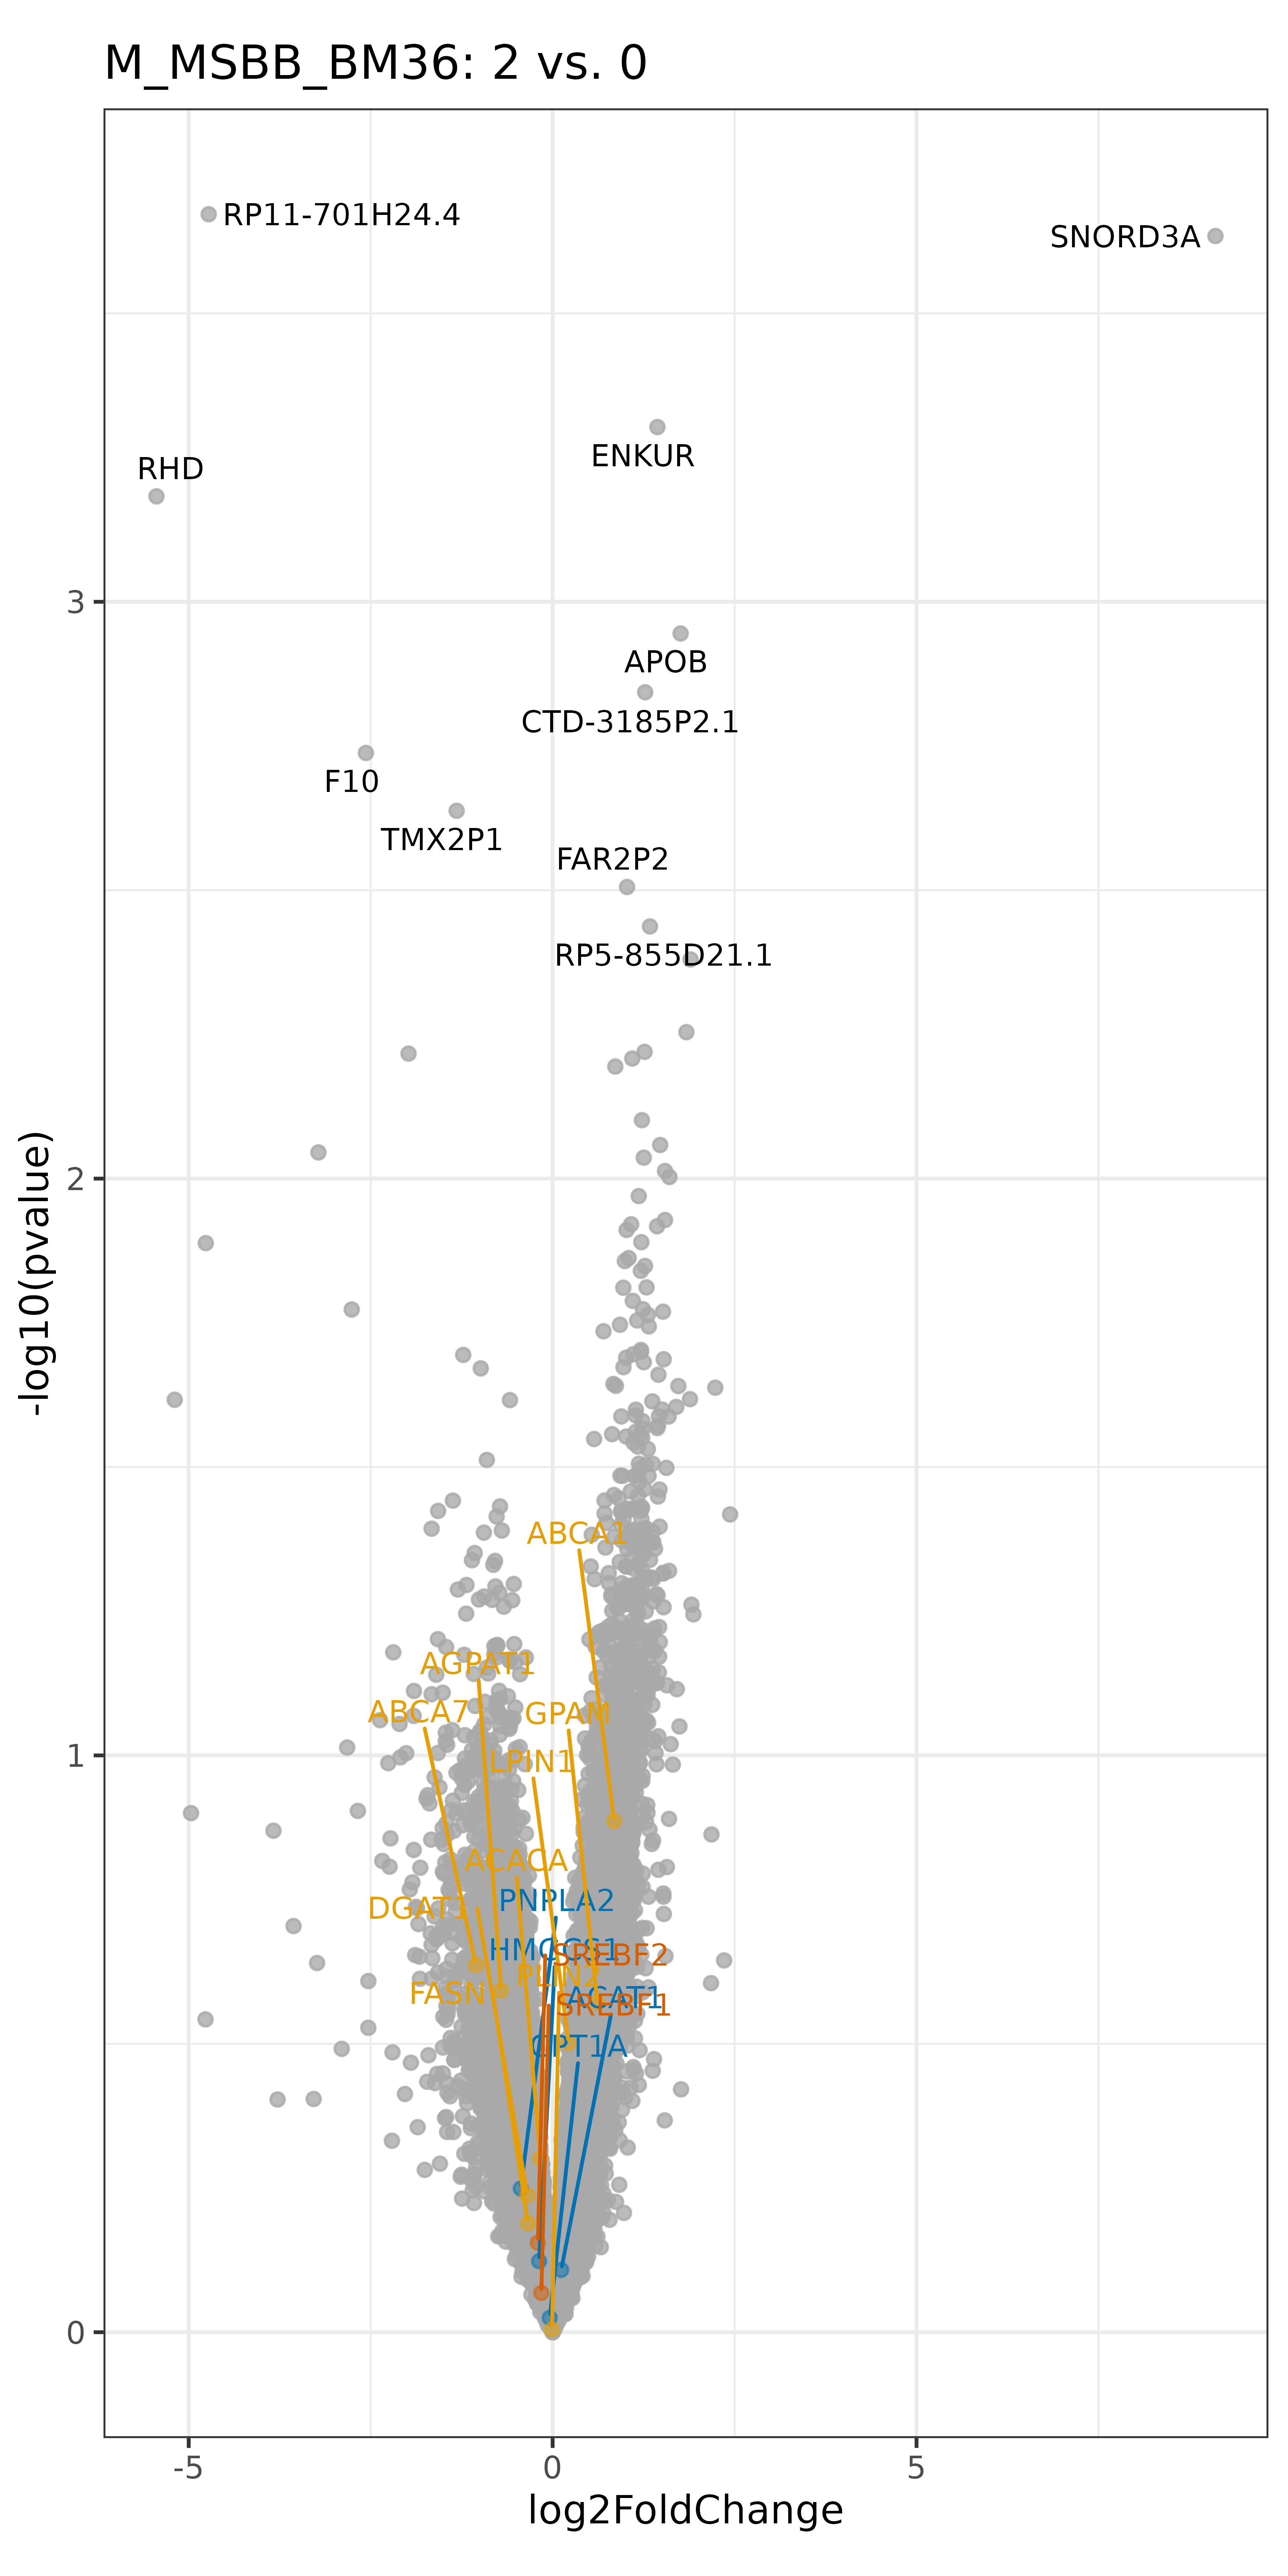 M_MSBB_BM36: 2 vs. 0
RP11-701H24.4
SNORD3A
ENKUR
RHD
3
APOB
CTD-3185P2.1
F10
TMX2P1
FAR2P2
RP5-855D21.1
2
ABCA1
AGPAT1
ABCA7
GPAM
LPIN1
1
ACACA
PNPLA2
DGAT1
HMGCS1
SREBF2
PLIN2
FASN
ACAT1
SREBF1
CPT1A
0
-5
0
5
log2FoldChange
-log10(pvalue)